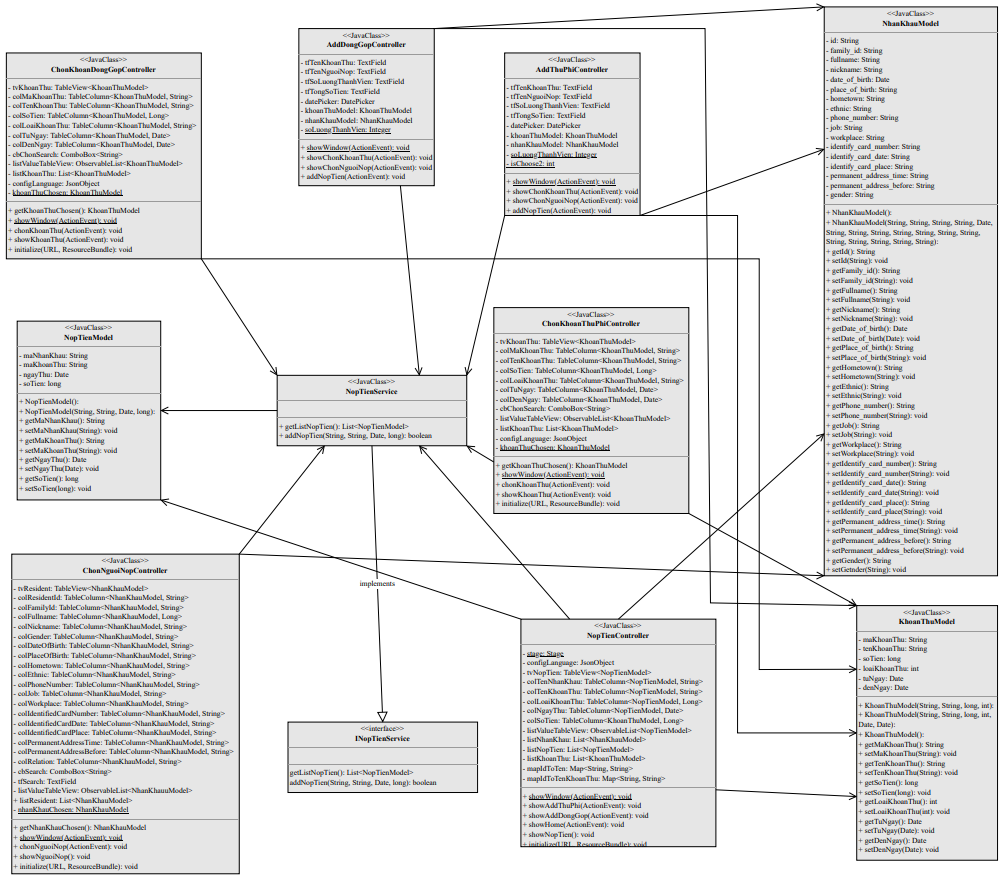 <<JavaClass>>
ChonKhoanDongGopController
- tvKhoanThu: TableView<KhoanThuModel>
- colMaKhoanThu: TableColumn<KhoanThuModel, String>
- colTenKhoanThu: TableColumn<KhoanThuModel, String>
- colSoTien: TableColumn<KhoanThuModel, Long>
- colLoaiKhoanThu: TableColumn<KhoanThuModel, String>
- colTuNgay: TableColumn<KhoanThuModel, Date>
- colDenNgay: TableColumn<KhoanThuModel, Date>
- cbChonSearch: ComboBox<String>
- listValueTableView: ObservableList<KhoanThuModel>
- listKhoanThu: List<KhoanThuModel>
- configLanguage: JsonObject
- khoanThuChosen: KhoanThuModel
+ getKhoanThuChosen(): KhoanThuModel
+ showWindow(ActionEvent): void
+ chonKhoanThu(ActionEvent): void
+ showKhoanThu(ActionEvent): void
+ initialize(URL, ResourceBundle): void
<<JavaClass>>
AddDongGopController
- tfTenKhoanThu: TextField
- tfTenNguoiNop: TextField
- tfSoLuongThanhVien: TextField
- tfTongSoTien: TextField
- datePicker: DatePicker
- khoanThuModel: KhoanThuModel
- nhanKhauModel: NhanKhauModel
- soLuongThanhVien: Integer
+ showWindow(ActionEvent): void
+ showChonKhoanThu(ActionEvent): void
+ showChonNguoiNop(ActionEvent): void
+ addNopTien(ActionEvent): void
<<JavaClass>>
AddThuPhiController
- tfTenKhoanThu: TextField
- tfTenNguoiNop: TextField
- tfSoLuongThanhVien: TextField
- tfTongSoTien: TextField
- datePicker: DatePicker
- khoanThuModel: KhoanThuModel
- nhanKhauModel: NhanKhauModel
- soLuongThanhVien: Integer
- isChoose2: int
+ showWindow(ActionEvent): void
+ showChonKhoanThu(ActionEvent): void
+ showChonNguoiNop(ActionEvent): void
+ addNopTien(ActionEvent): void
<<JavaClass>>
NhanKhauModel
- id: String
- family_id: String
- fullname: String
- nickname: String
- date_of_birth: Date
- place_of_birth: String
- hometown: String
- ethnic: String
- phone_number: String
- job: String
- workplace: String
- identify_card_number: String
- identify_card_date: String
- identify_card_place: String
- permanent_address_time: String
- permanent_address_before: String
- gender: String
+ NhanKhauModel():
+ NhanKhauModel(String, String, String, String, Date,
String, String, String, String, String, String, String,
String, String, String, String, String):
+ getId(): String
+ setId(String): void
+ getFamily_id(): String
+ setFamily_id(String): void
+ getFullname(): String
+ setFullname(String): void
+ getNickname(): String
+ setNickname(String): void
+ getDate_of_birth(): Date
+ setDate_of_birth(Date): void
+ getPlace_of_birth(): String
+ setPlace_of_birth(String): void
+ getHometown(): String
+ setHometown(String): void
+ getEthnic(): String
+ setEthnic(String): void
+ getPhone_number(): String
+ setPhone_number(String): void
+ getJob(): String
+ setJob(String): void
+ getWorkplace(): String
+ setWorkplace(String): void
+ getIdentify_card_number(): String
+ setIdentify_card_number(String): void
+ getIdentify_card_date(): String
+ setIdentify_card_date(String): void
+ getIdentify_card_place(): String
+ setIdentify_card_place(String): void
+ getPermanent_address_time(): String
+ setPermanent_address_time(String): void
+ getPermanent_address_before(): String
+ setPermanent_address_before(String): void
+ getGender(): String
+ setGetnder(String): void
<<JavaClass>>
NopTienModel
- maNhanKhau: String
- maKhoanThu: String
- ngayThu: Date
- soTien: long
+ NopTienModel():
+ NopTienModel(String, String, Date, long):
+ getMaNhanKhau(): String
+ setMaNhanKhau(String): void
+ getMaKhoanThu(): String
+ setMaKhoanThu(String): void
+ getNgayThu(): Date
+ setNgayThu(Date): void
+ getSoTien(): long
+ setSoTien(long): void
<<JavaClass>>
NopTienService
+ getListNopTien(): List<NopTienModel>
+ addNopTien(String, String, Date, long): boolean
<<JavaClass>>
ChonKhoanThuPhiController
- tvKhoanThu: TableView<KhoanThuModel>
- colMaKhoanThu: TableColumn<KhoanThuModel, String>
- colTenKhoanThu: TableColumn<KhoanThuModel, String>
- colSoTien: TableColumn<KhoanThuModel, Long>
- colLoaiKhoanThu: TableColumn<KhoanThuModel, String>
- colTuNgay: TableColumn<KhoanThuModel, Date>
- colDenNgay: TableColumn<KhoanThuModel, Date>
- cbChonSearch: ComboBox<String>
- listValueTableView: ObservableList<KhoanThuModel>
- listKhoanThu: List<KhoanThuModel>
- configLanguage: JsonObject
- khoanThuChosen: KhoanThuModel
+ getKhoanThuChosen(): KhoanThuModel
+ showWindow(ActionEvent): void
+ chonKhoanThu(ActionEvent): void
+ showKhoanThu(ActionEvent): void
+ initialize(URL, ResourceBundle): void
<<JavaClass>>
ChonNguoiNopController
- tvResident: TableView<NhanKhauModel>
- colResidentId: TableColumn<NhanKhauModel, String>
- colFamilyId: TableColumn<NhanKhauModel, String>
- colFullname: TableColumn<NhanKhauModel, Long>
- colNickname: TableColumn<NhanKhauModel, String>
- colGender: TableColumn<NhanKhauModel, String>
- colDateOfBirth: TableColumn<NhanKhauModel, Date>
- colPlaceOfBirth: TableColumn<NhanKhauModel, String>
- colHometown: TableColumn<NhanKhauModel, String>
- colEthnic: TableColumn<NhanKhauModel, String>
- colPhoneNumber: TableColumn<NhanKhauModel, String>
- colJob: TableColumn<NhanKhauModel, String>
- colWorkplace: TableColumn<NhanKhauModel, String>
- colIdentifiedCardNumber: TableColumn<NhanKhauModel, String>
- colIdentifiedCardDate: TableColumn<NhanKhauModel, String>
- colIdentifiedCardPlace: TableColumn<NhanKhauModel, String>
- colPermanentAddressTime: TableColumn<NhanKhauModel, String>
- colPermanentAddressBefore: TableColumn<NhanKhauModel, String>
- colRelation: TableColumn<NhanKhauModel, String>
- cbSearch: ComboBox<String>
- tfSearch: TextField
- listValueTableView: ObservableList<NhanKhauuModel>
+ listResident: List<NhanKhauModel>
- nhanKhauChosen: NhanKhauModel
+ getNhanKhauChosen(): NhanKhauModel
+ showWindow(ActionEvent): void
+ chonNguoiNop(ActionEvent): void
+ showNguoiNop(): void
+ initialize(URL, ResourceBundle): void
implements
<<interface>>
INopTienService
getListNopTien(): List<NopTienModel>
addNopTien(String, String, Date, long): boolean
<<JavaClass>>
NopTienController
- stage: Stage
- configLanguage: JsonObject
- tvNopTien: TableView<NopTienModel>
- colTenNhanKhau: TableColumn<NopTienModel, String>
- colTenKhoanThu: TableColumn<NopTienModel, String>
- colLoaiKhoanThu: TableColumn<NopTienModel, Long>
- colNgayThu: TableColumn<NopTienModel, Date>
- colSoTien: TableColumn<KhoanThuModel, Long>
- listValueTableView: ObservableList<NopTienModel>
- listNhanKhau: List<NhanKhauModel>
- listNopTien: List<NopTienModel>
- listKhoanThu: List<KhoanThuModel>
- mapIdToTen: Map<String, String>
- mapIdToTenKhoanThu: Map<String, String>
+ showWindow(ActionEvent): void
+ showAddThuPhi(ActionEvent): void
+ showAddDongGop(ActionEvent): void
+ showHome(ActionEvent): void
+ showNopTien(): void
+ initialize(URL, ResourceBundle): void
<<JavaClass>>
KhoanThuModel
- maKhoanThu: String
- tenKhoanThu: String
- soTien: long
- loaiKhoanThu: int
- tuNgay: Date
- denNgay: Date
+ KhoanThuModel(String, String, long, int):
+ KhoanThuModel(String, String, long, int,
Date, Date):
+ KhoanThuModel():
+ getMaKhoanThu(): String
+ setMaKhoanThu(String): void
+ getTenKhoanThu(): String
+ setTenKhoanThu(String): void
+ getSoTien(): long
+ setSoTien(long): void
+ getLoaiKhoanThu(): int
+ setLoaiKhoanThu(int): void
+ getTuNgay(): Date
+ setTuNgay(Date): void
+ getDenNgay(): Date
+ setDenNgay(Date): void